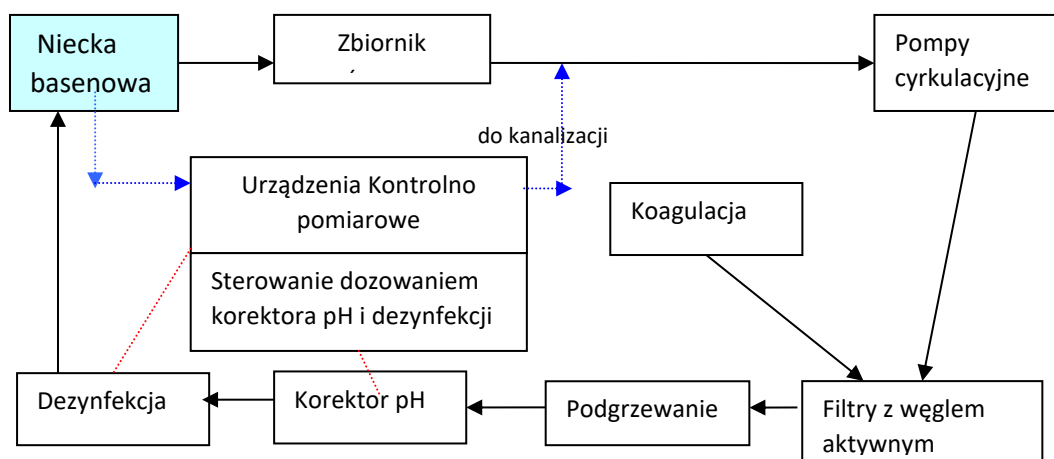 Niecka
basenowa
Zbiornik
Pompy
cyrkulacyjne
do kanalizacji
Urządzenia Kontrolno
pomiarowe
Koagulacja
Sterowanie dozowaniem
korektora pH i dezynfekcji
Dezynfekcja
Korektor pH
Podgrzewanie
Filtry z węglem
aktywnym